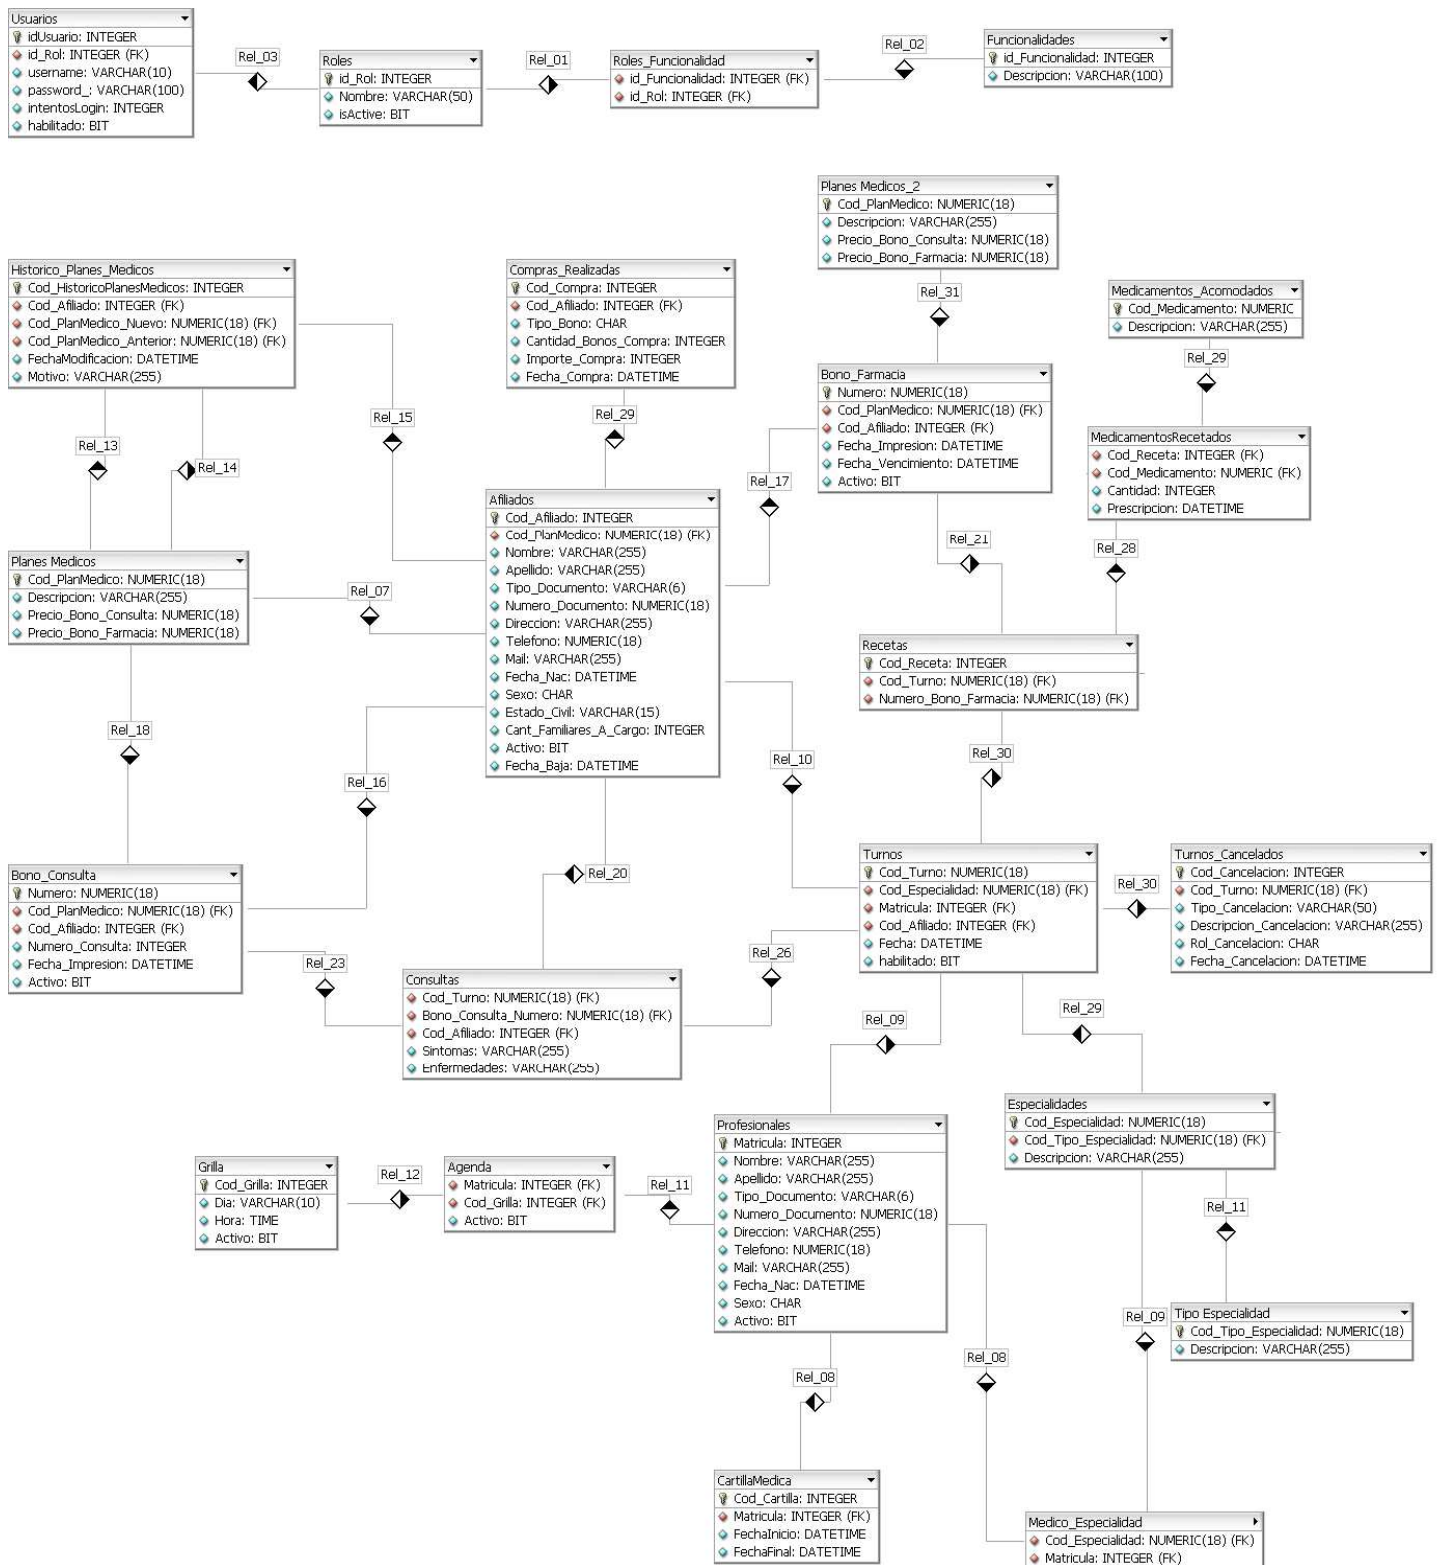 Usuarios
idUsuario: INTEGER
id_Rol: INTEGER (FK)
username: VARCHAR(10)
password_: VARCHAR(100)
intentosLogin: INTEGER
habilitado: BIT
Rel_03
Roles
id_Rol: INTEGER
Nombre: VARCHAR(50)
isActive: BIT
Rel_01
Roles_Funcionalidad
id_Funcionalidad: INTEGER (FK)
id_Rol: INTEGER (FK)
Rel_02
Funcionalidades
id_Funcionalidad: INTEGER
Descripcion: VARCHAR(100)
Planes Medicos_2
Cod_PlanMedico: NUMERIC(18)
Descripcion: VARCHAR(255)
Precio_Bono_Consulta: NUMERIC(18)
Precio_Bono_Farmacia: NUMERIC(18)
Rel_31
Historico_Planes_Medicos
Cod_HistoricoPlanesMedicos: INTEGER
Cod_Afiliado: INTEGER (FK)
Cod_PlanMedico_Nuevo: NUMERIC(18) (FK)
Cod_PlanMedico_Anterior: NUMERIC(18) (FK)
FechaModificacion: DATETIME
Motivo: VARCHAR(255)
Compras_Realizadas
Cod_Compra: INTEGER
Cod_Afiliado: INTEGER (FK)
Tipo_Bono: CHAR
Cantidad_Bonos_Compra: INTEGER
Importe_Compra: INTEGER
Fecha_Compra: DATETIME
Medicamentos_Acomodados
Cod_Medicamento: NUMERIC
Descripcion: VARCHAR(255)
Rel_29
Bono_Farmacia
Numero: NUMERIC(18)
Cod_PlanMedico: NUMERIC(18) (FK)
Cod_Afiliado: INTEGER (FK)
Fecha_Impresion: DATETIME
Fecha_Vencimiento: DATETIME
Activo: BIT
Rel_15
Rel_29
Rel_13
Rel_14
Rel_17
MedicamentosRecetados
Cod_Receta: INTEGER (FK)
Cod_Medicamento: NUMERIC (FK)
Cantidad: INTEGER
Prescripcion: DATETIME
Afiliados
Cod_Afiliado: INTEGER
Cod_PlanMedico: NUMERIC(18) (FK)
Nombre: VARCHAR(255)
Apellido: VARCHAR(255)
Tipo_Documento: VARCHAR(6)
Numero_Documento: NUMERIC(18)
Direccion: VARCHAR(255)
Telefono: NUMERIC(18)
Mail: VARCHAR(255)
Fecha_Nac: DATETIME
Sexo: CHAR
Estado_Civil: VARCHAR(15)
Cant_Familiares_A_Cargo: INTEGER
Activo: BIT
Fecha_Baja: DATETIME
Rel_21
Rel_28
Planes Medicos
Cod_PlanMedico: NUMERIC(18)
Descripcion: VARCHAR(255)
Precio_Bono_Consulta: NUMERIC(18)
Precio_Bono_Farmacia: NUMERIC(18)
Rel_07
Recetas
Cod_Receta: INTEGER
Cod_Turno: NUMERIC(18) (FK)
Numero_Bono_Farmacia: NUMERIC(18) (FK)
Rel_18
Rel_16
Rel_10
Rel_30
Bono_Consulta
Numero: NUMERIC(18)
Cod_PlanMedico: NUMERIC(18) (FK)
Cod_Afiliado: INTEGER (FK)
Numero_Consulta: INTEGER
Fecha_Impresion: DATETIME
Activo: BIT
Rel_20
Turnos
Cod_Turno: NUMERIC(18)
Cod_Especialidad: NUMERIC(18) (FK)
Matricula: INTEGER (FK)
Cod_Afiliado: INTEGER (FK)
Fecha: DATETIME
habilitado: BIT
Rel_30
Turnos_Cancelados
Cod_Cancelacion: INTEGER
Cod_Turno: NUMERIC(18) (FK)
Tipo_Cancelacion: VARCHAR(50)
Descripcion_Cancelacion: VARCHAR(255)
Rol_Cancelacion: CHAR
Fecha_Cancelacion: DATETIME
Rel_23
Rel_26
Consultas
Cod_Turno: NUMERIC(18) (FK)
Bono_Consulta_Numero: NUMERIC(18) (FK)
Cod_Afiliado: INTEGER (FK)
Sintomas: VARCHAR(255)
Enfermedades: VARCHAR(255)
Rel_09
Rel_29
Especialidades
Cod_Especialidad: NUMERIC(18)
Cod_Tipo_Especialidad: NUMERIC(18) (FK)
Descripcion: VARCHAR(255)
Profesionales
Matricula: INTEGER
Nombre: VARCHAR(255)
Apellido: VARCHAR(255)
Tipo_Documento: VARCHAR(6)
Numero_Documento: NUMERIC(18)
Direccion: VARCHAR(255)
Telefono: NUMERIC(18)
Mail: VARCHAR(255)
Fecha_Nac: DATETIME
Sexo: CHAR
Activo: BIT
Grilla
Cod_Grilla: INTEGER
Dia: VARCHAR(10)
Hora: TIME
Activo: BIT
Rel_12
Agenda
Matricula: INTEGER (FK)
Cod_Grilla: INTEGER (FK)
Activo: BIT
Rel_11
Rel_11
Rel_09
Tipo Especialidad
Cod_Tipo_Especialidad: NUMERIC(18)
Descripcion: VARCHAR(255)
Rel_08
Rel_08
CartillaMedica
Cod_Cartilla: INTEGER
Matricula: INTEGER (FK)
FechaInicio: DATETIME
FechaFinal: DATETIME
Medico_Especialidad
Cod_Especialidad: NUMERIC(18) (FK)
Matricula: INTEGER (FK)